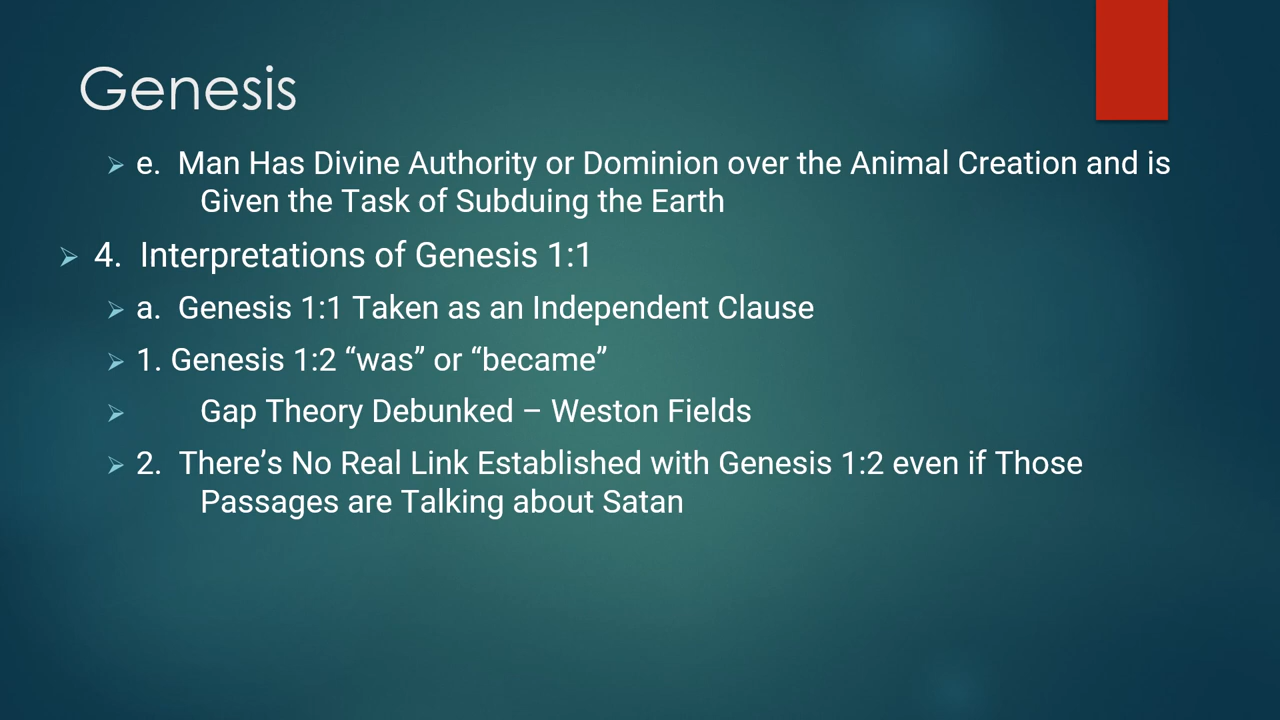 Genesis
e. Man Has Divine Authority or Dominion over the Animal Creation and is
Given the Task of Subduing the Earth
4. Interpretations of Genesis 1:1
a. Genesis 1:1 Taken as an Independent Clause
1. Genesis 1:2 “was” or “became”
Gap Theory Debunked – Weston Fields
2. There’s No Real Link Established with Genesis 1:2 even if Those
Passages are Talking about Satan